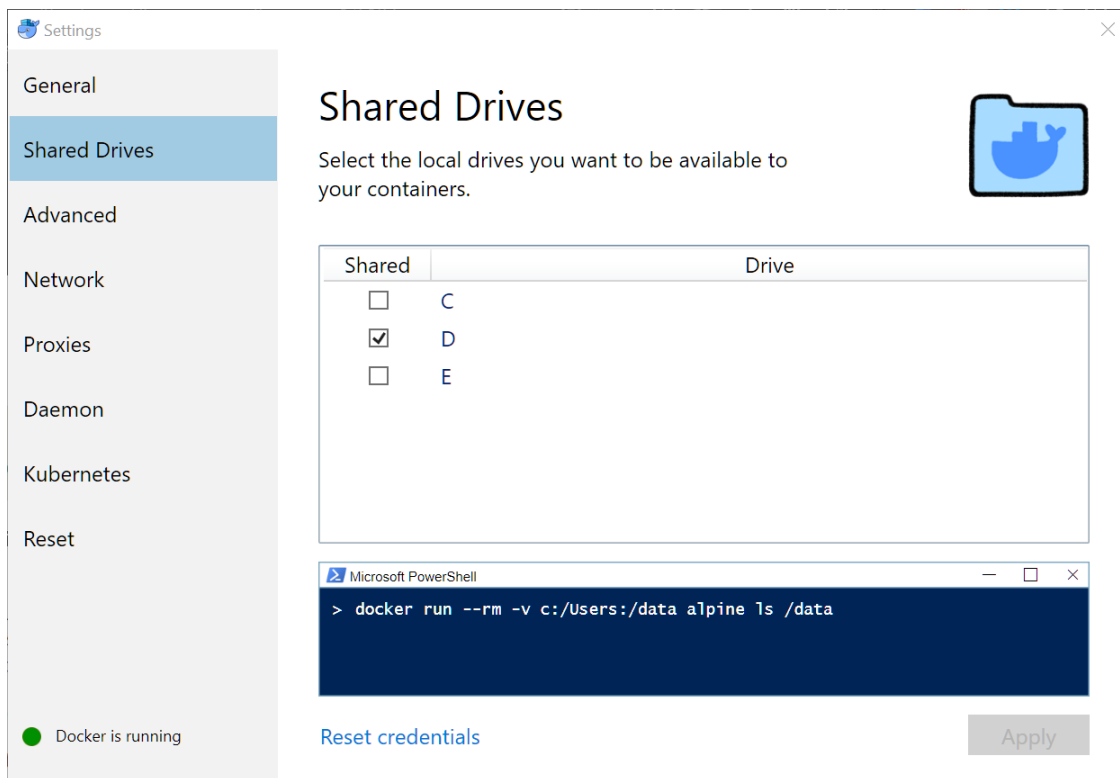 Settings
General
Shared Drives
Advanced
Network
Proxies
Daemon
Kubernetes
Reset
Docker is running
Shared Drives
Select the local drives you want to be available to
your containers.
Shared Drive
C
D
E
Microsoft PowerShell
> docker run --rm -v c:/Users:/data alpine ls /data
Reset credentials
Apply